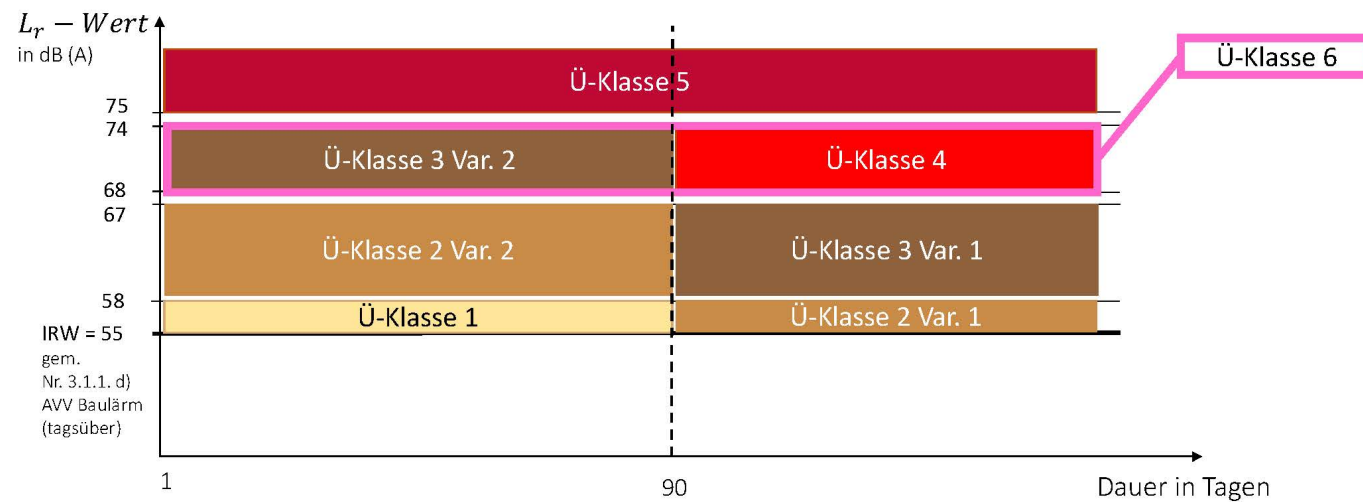 L_r − Wert
in dB (A)
Ü-Klasse 6
Ü-Klasse 5
75
74
Ü-Klasse 3 Var. 2
Ü-Klasse 4
68
67
Ü-Klasse 2 Var. 2
Ü-Klasse 3 Var. 1
58
Ü-Klasse 1
Ü-Klasse 2 Var. 1
IRW = 55
gem.
Nr. 3.1.1. d)
AVV Baulärm
(tagsüber)
1
90
Dauer in Tagen